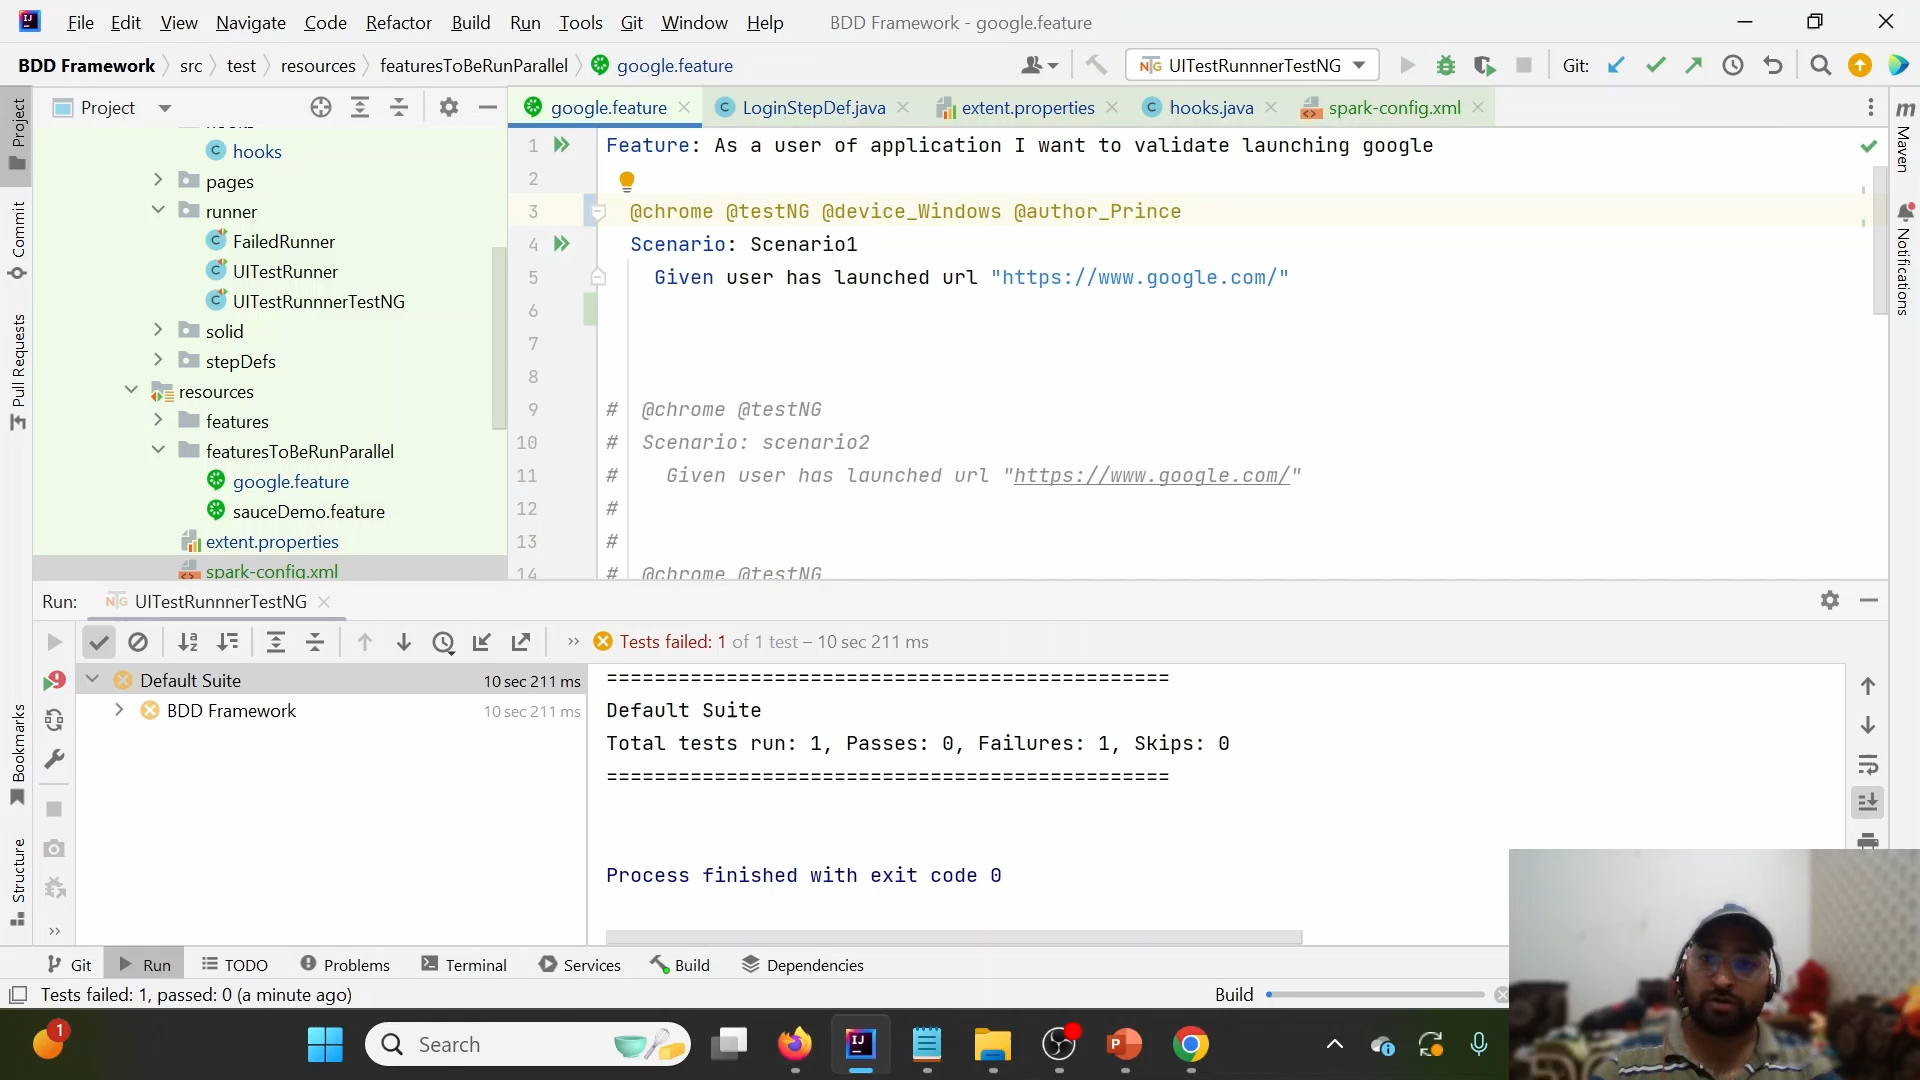 File Edit View Navigate Code Refactor Build Run Tools Git Window Help BDD Framework - google.feature
BDD Framework src test resources featuresToBeRunParallel google.feature UITestRunnnerTestNG Git:
Project
google.feature LoginStepDef.java extent.properties hooks.java spark-config.xml
hooks
pages
runner
FailedRunner
UITestRunner
UITestRunnnerTestNG
solid
stepDefs
resources
features
featuresToBeRunParallel
google.feature
sauceDemo.feature
extent.properties
spark-config.xml
1 Feature: As a user of application I want to validate launching google
2
3 @chrome @testNG @device_Windows @author_Prince
4 Scenario: Scenario1
5 Given user has launched url "https://www.google.com/"
6
7
8
9 # @chrome @testNG
10 # Scenario: scenario2
11 # Given user has launched url "https://www.google.com/"
12 #
13 #
14 # @chrome @testNG
Project
Commit
Pull Requests
Bookmarks
Structure
Maven
Notifications
Run: UITestRunnnerTestNG
Tests failed: 1 of 1 test – 10 sec 211 ms
Default Suite 10 sec 211 ms
BDD Framework 10 sec 211 ms
===============================================
Default Suite
Total tests run: 1, Passes: 0, Failures: 1, Skips: 0
===============================================
Process finished with exit code 0
Git Run TODO Problems Terminal Services Build Dependencies
Tests failed: 1, passed: 0 (a minute ago) Build
1 Search